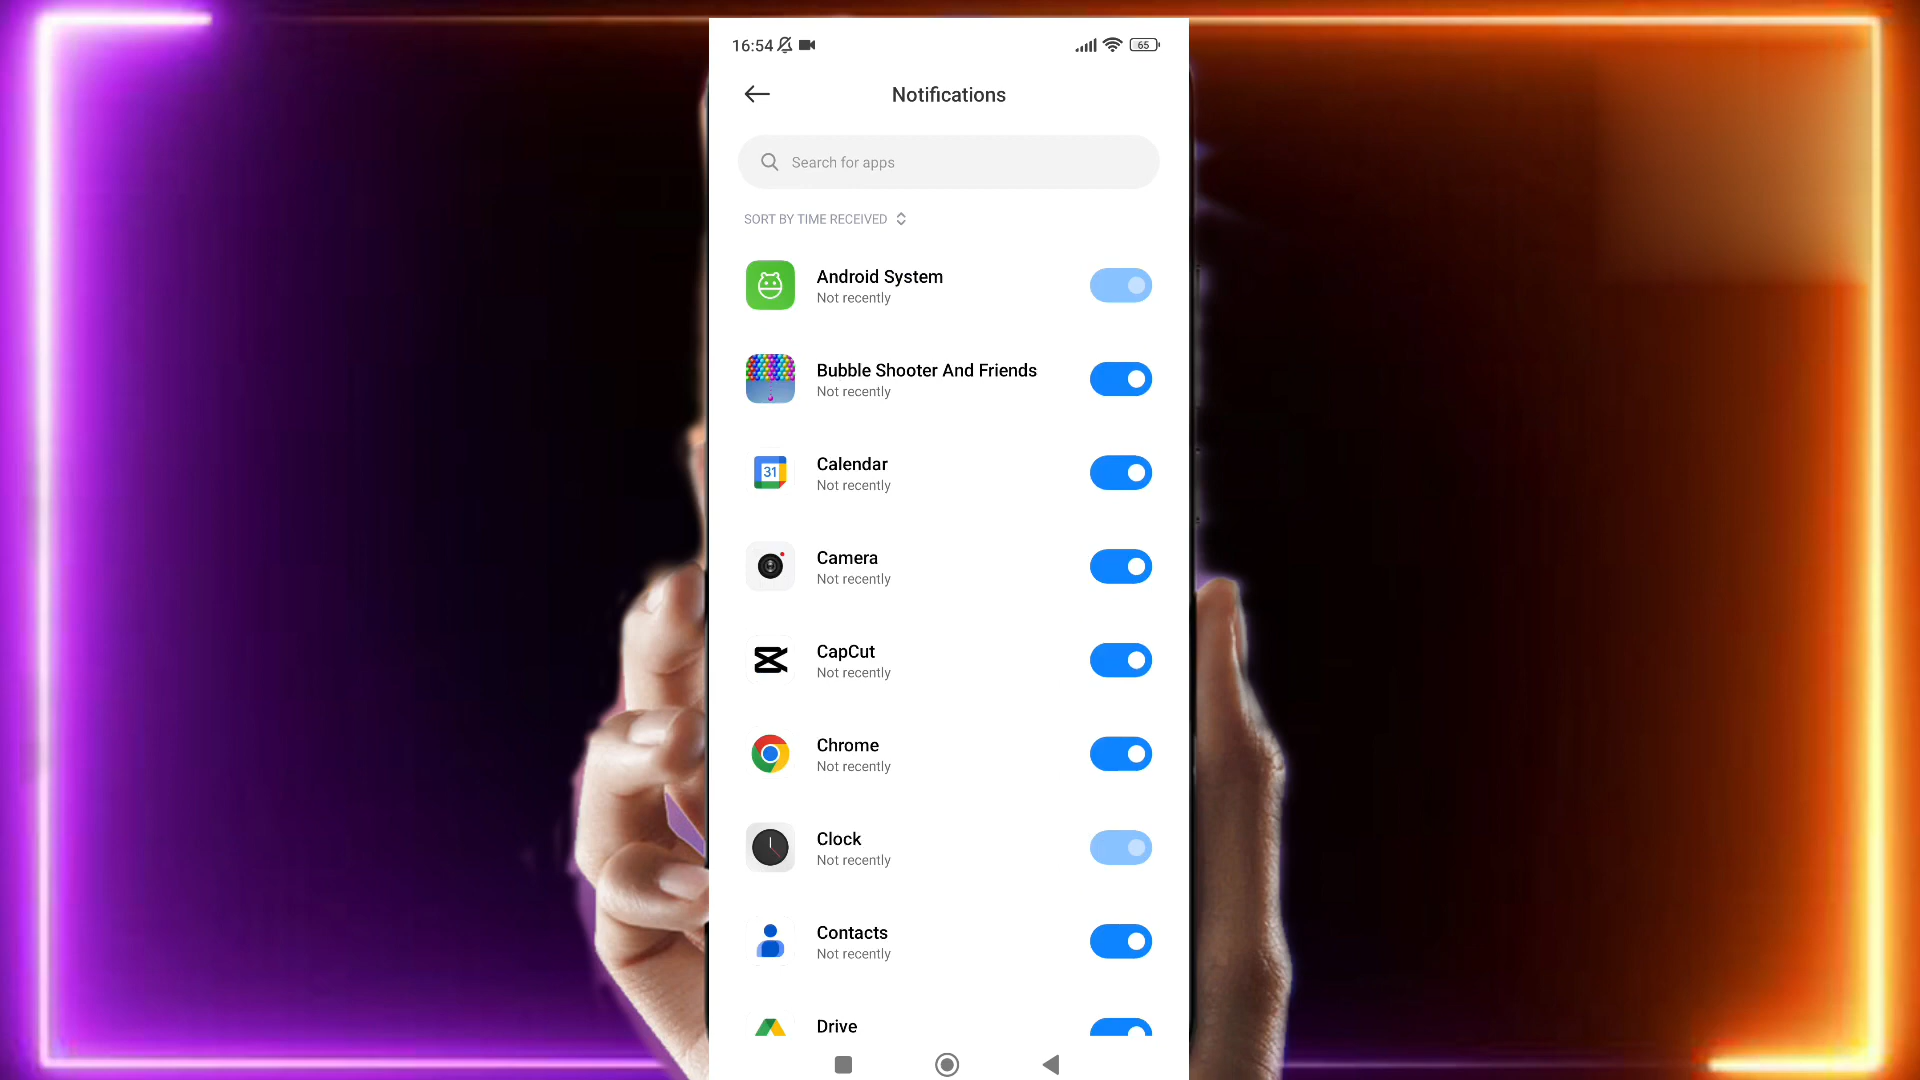 16:54
65
Notifications
Search for apps
SORT BY TIME RECEIVED
Android System
Not recently
Bubble Shooter And Friends
Not recently
31
Calendar
Not recently
Camera
Not recently
CapCut
Not recently
Chrome
Not recently
Clock
Not recently
Contacts
Not recently
Drive